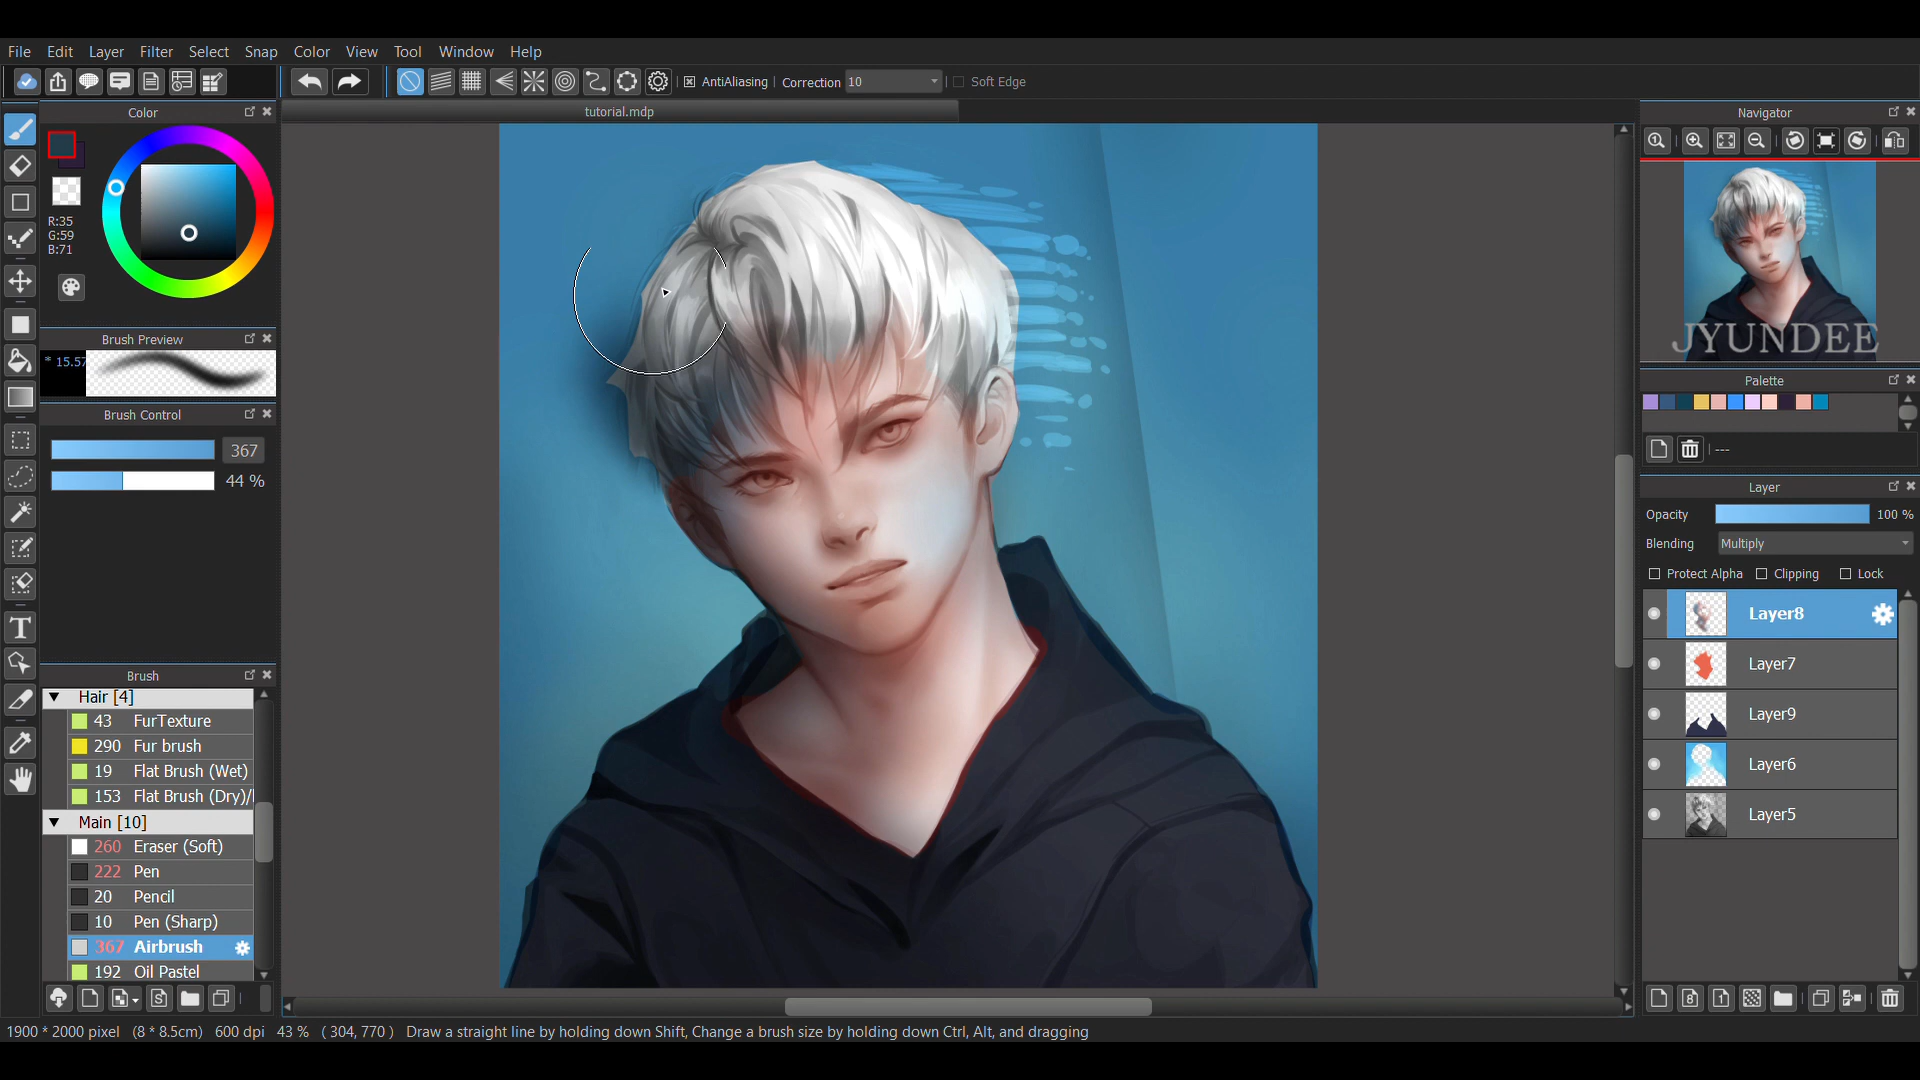 File Edit Layer Filter Select Snap Color View Tool Window Help
AntiAliasing Correction 10 Soft Edge
Color
tutorial.mdp
Navigator
R:35
G:59
B:71
Brush Preview
* 15.57
Brush Control
367
44 %
JYUNDEE
Palette
---
Layer
Opacity 100 %
Blending Multiply
Protect Alpha Clipping Lock
Layer8
Layer7
Layer9
Layer6
Layer5
Brush
Hair [4]
43 FurTexture
290 Fur brush
19 Flat Brush (Wet)
153 Flat Brush (Dry)/
Main [10]
260 Eraser (Soft)
222 Pen
20 Pencil
10 Pen (Sharp)
367 Airbrush
192 Oil Pastel
1900 * 2000 pixel (8 * 8.5cm) 600 dpi 43 % ( 304, 770 ) Draw a straight line by holding down Shift, Change a brush size by holding down Ctrl, Alt, and dragging